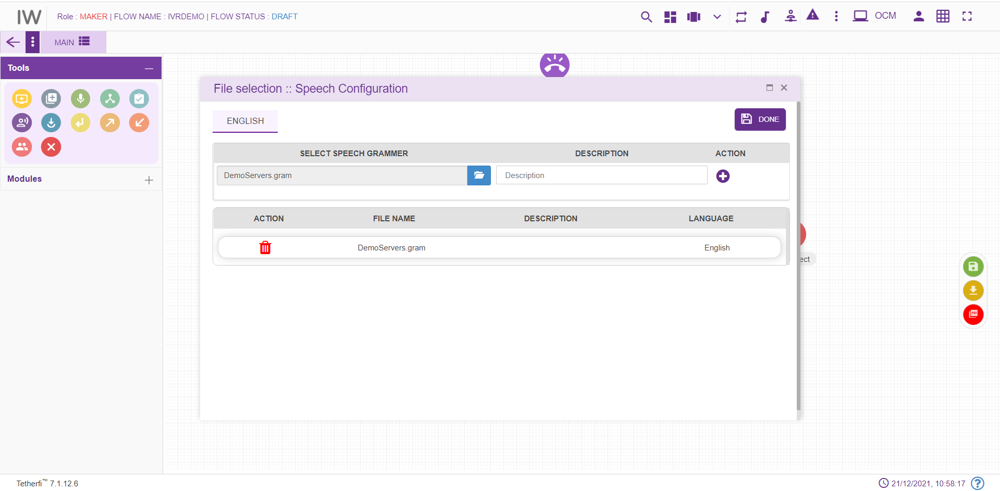 IW
Role : MAKER | FLOW NAME : IVRDEMO | FLOW STATUS : DRAFT
OCM
MAIN
Tools
Modules
File selection :: Speech Configuration
ENGLISH
DONE
SELECT SPEECH GRAMMER DESCRIPTION ACTION
DemoServers.gram Description
ACTION FILE NAME DESCRIPTION LANGUAGE
DemoServers.gram English
ect
PDF
Tetherfi™ 7.1.12.6
21/12/2021, 10:58:17 ?